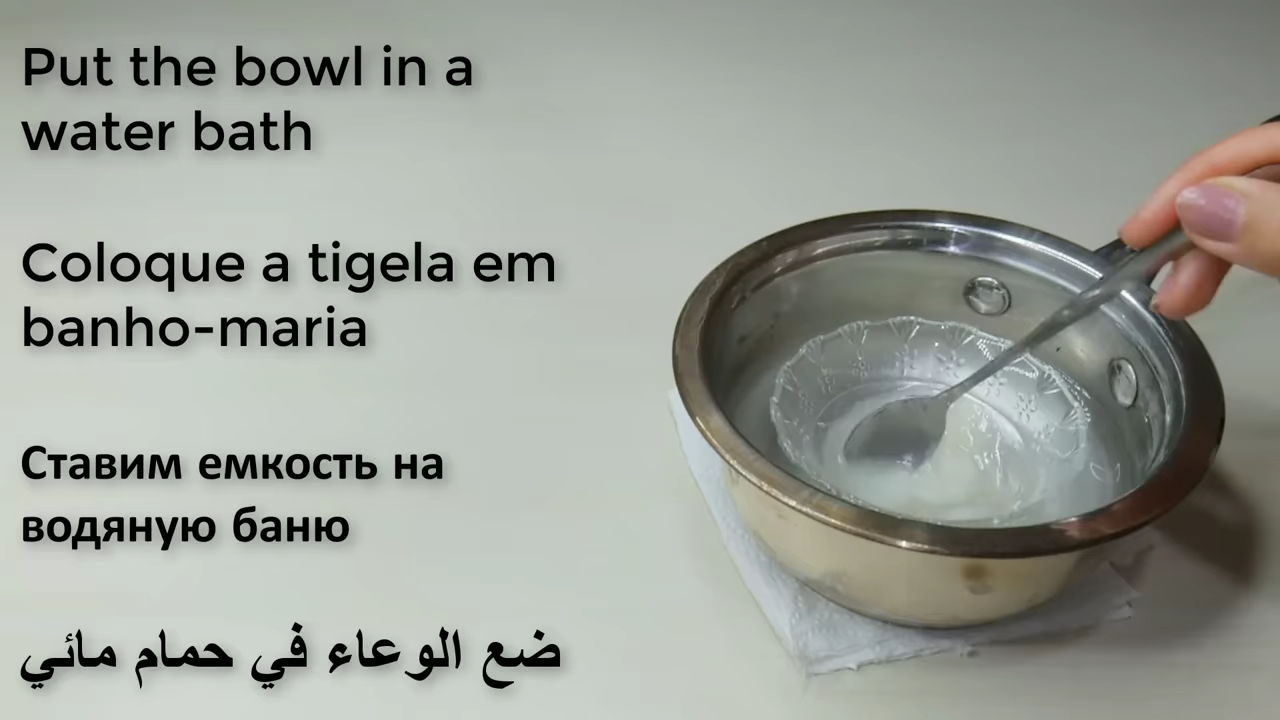 Put the bowl in a
water bath
Coloque a tigela em
banho-maria
Ставим емкость на
водяную баню
ضع الوعاء في حمام مائي